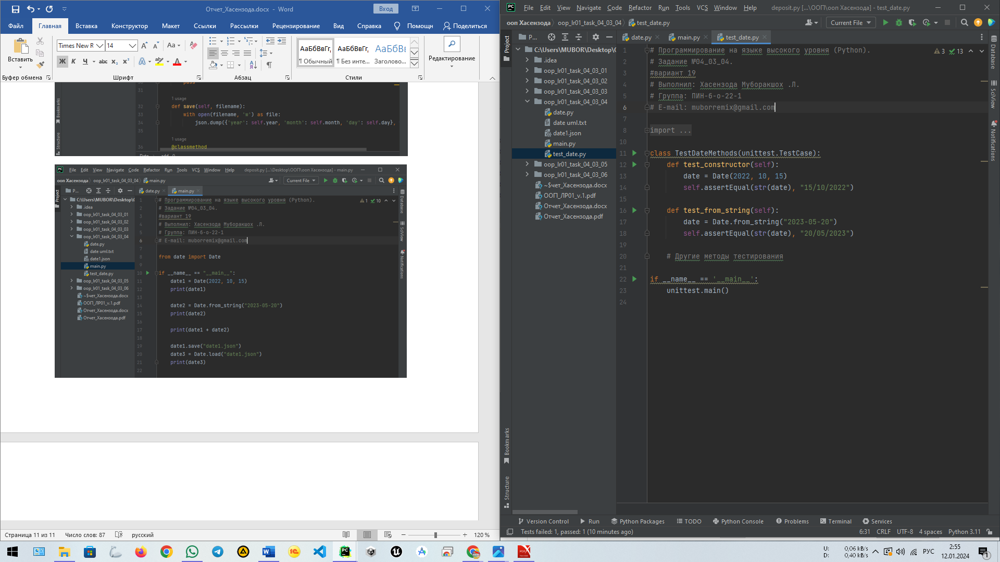 Отчет_Хасензода.docx - Word
Вход
Файл Главная Вставка Конструктор Макет Ссылки Рассылки Рецензирование Вид Справка Помощн Поделиться
Вставить
Times New R 14
Aa
Ж К Ч abc x₂ x² A aby A
АаБбВвГг, АаБбВвГг, АаБбВ
¶ Обычный ¶ Без инте... Заголово...
Редактирование
Буфер обмена Шрифт Абзац Стили
pass
31
1 usage
32 def save(self, filename):
33 with open(filename, 'w') as file:
34 json.dump({'year': self.year, 'month': self.month, 'day': self.day},
35
1 usage
36 @classmethod
Bookmarks
Structure
File Edit View Navigate Code Refactor Run Tools VCS Window Help deposit.py [...\Desktop\ООП\ооп Хасензода] - main.py
ооп Хасензода oop_lr01_task_04_03_04 main.py
Current File
P... date.py main.py
Project
C:\Users\MUBOR\Desktop\
.idea
oop_lr01_task_04_03_01
oop_lr01_task_04_03_02
oop_lr01_task_04_03_03
oop_lr01_task_04_03_04
date.py
date uml.txt
date1.json
main.py
test_date.py
oop_lr01_task_04_03_05
oop_lr01_task_04_03_06
~$чет_Хасензода.docx
ООП_ЛР01_v.1.pdf
Отчет_Хасензода.docx
Отчет_Хасензода.pdf
1 # Программирование на языке высокого уровня (Python).
2 # Задание №04_03_04.
3 #вариант 19
4 # Выполнил: Хасензода Муборакшох .Л.
5 # Группа: ПИН-б-о-22-1
6 # E-mail: muborremix@gmail.com
7
8 from date import Date
9
10 if __name__ == "__main__":
11 date1 = Date(2022, 10, 15)
12 print(date1)
13
14 date2 = Date.from_string("2023-05-20")
15 print(date2)
16
17 print(date1 + date2)
18
19 date1.save("date1.json")
20 date3 = Date.load("date1.json")
21 print(date3)
22
1 10
Database
SciView
Notifications
Страница 11 из 11 Число слов: 87 русский 120 %
File Edit View Navigate Code Refactor Run Tools VCS Window Help deposit.py [...\ООП\ооп Хасензода] - test_date.py
ооп Хасензода oop_lr01_task_04_03_04 test_date.py
Current File
P... date.py main.py test_date.py
Project
C:\Users\MUBOR\Desktop\
.idea
oop_lr01_task_04_03_01
oop_lr01_task_04_03_02
oop_lr01_task_04_03_03
oop_lr01_task_04_03_04
date.py
date uml.txt
date1.json
main.py
test_date.py
oop_lr01_task_04_03_05
oop_lr01_task_04_03_06
~$чет_Хасензода.docx
ООП_ЛР01_v.1.pdf
Отчет_Хасензода.docx
Отчет_Хасензода.pdf
1 # Программирование на языке высокого уровня (Python).
2 # Задание №04_03_04.
3 #вариант 19
4 # Выполнил: Хасензода Муборакшох .Л.
5 # Группа: ПИН-б-о-22-1
6 # E-mail: muborremix@gmail.com
7
8 import ...
10
11 class TestDateMethods(unittest.TestCase):
12 def test_constructor(self):
13 date = Date(2022, 10, 15)
14 self.assertEqual(str(date), "15/10/2022")
15
16 def test_from_string(self):
17 date = Date.from_string("2023-05-20")
18 self.assertEqual(str(date), "20/05/2023")
19
20 # Другие методы тестирования
21
22 if __name__ == '__main__':
23 unittest.main()
24
3 13
Database
SciView
Notifications
Bookmarks
Structure
Version Control Run Python Packages TODO Python Console Problems Terminal Services
Tests failed: 1, passed: 1 (10 minutes ago) 6:31 CRLF UTF-8 4 spaces Python 3.11
U: 0,06 kB/s
D: 0,40 kB/s
РУС
2:55
12.01.2024
1